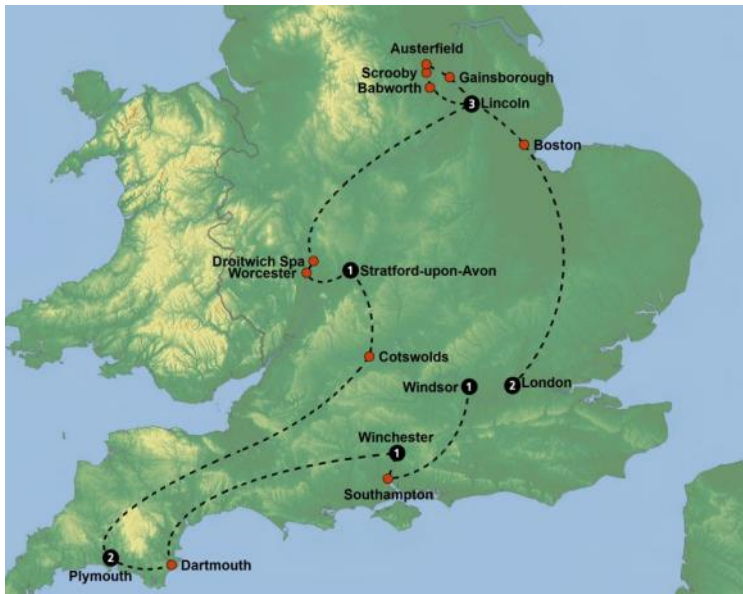 Austerfield
Scrooby
Gainsborough
Babworth
3 Lincoln
Boston
Droitwich Spa
Worcester
1 Stratford-upon-Avon
Cotswolds
Windsor 1
2 London
Winchester
1
Southampton
2
Plymouth
Dartmouth